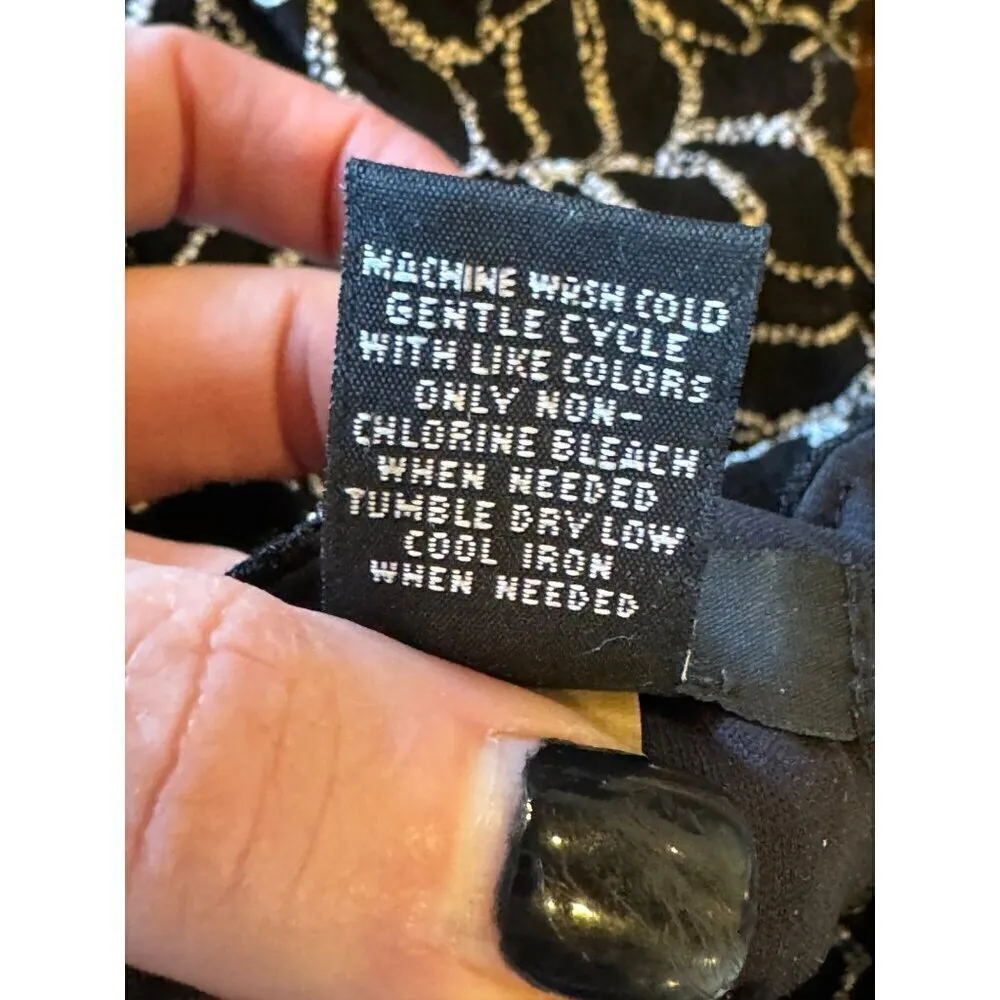 MACHINE WASH COLD
GENTLE CYCLE
WITH LIKE COLORS
ONLY NON-
CHLORINE BLEACH
WHEN NEEDED
TUMBLE DRY LOW
COOL IRON
WHEN NEEDED